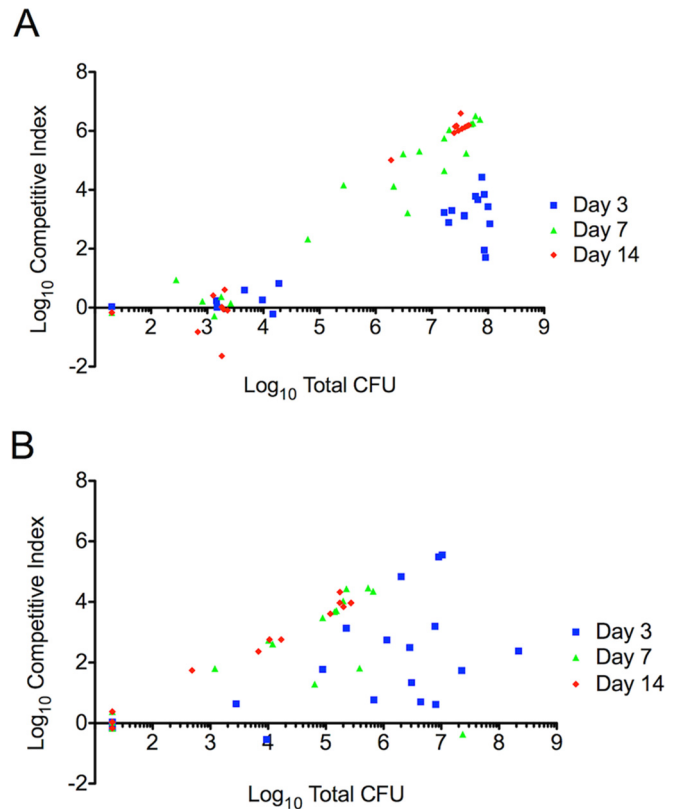 A
8
6
4
2
0
-2
Log10 Competitive Index
2 3 4 5 6 7 8 9
Log10 Total CFU
Day 3
Day 7
Day 14
B
8
6
4
2
0
-2
Log10 Competitive Index
2 3 4 5 6 7 8 9
Log10 Total CFU
Day 3
Day 7
Day 14